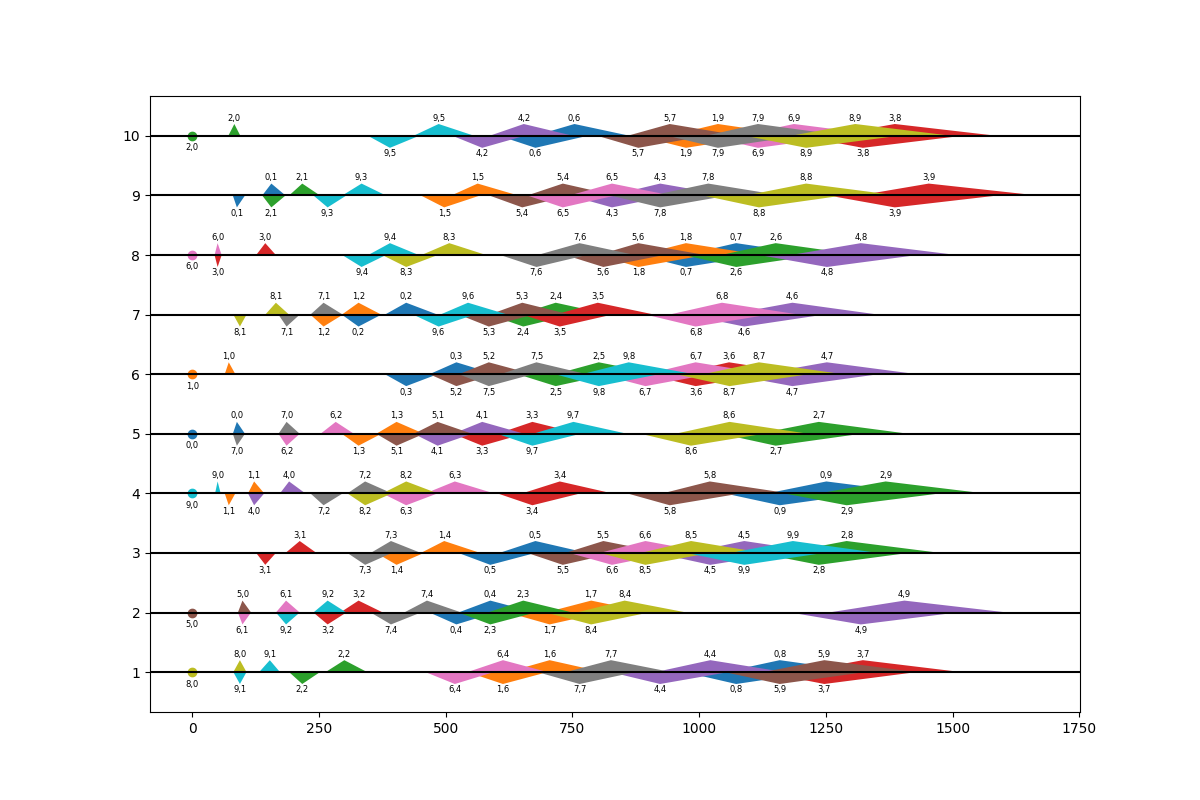 2,0 9,5 4,2 0,6 5,7 1,9 7,9 6,9 8,9 3,8
10
2,0 9,5 4,2 0,6 5,7 1,9 7,9 6,9 8,9 3,8
0,1 2,1 9,3 1,5 5,4 6,5 4,3 7,8 8,8 3,9
9
0,1 2,1 9,3 1,5 5,4 6,5 4,3 7,8 8,8 3,9
6,0 3,0 9,4 8,3 7,6 5,6 1,8 0,7 2,6 4,8
8
6,0 3,0 9,4 8,3 7,6 5,6 1,8 0,7 2,6 4,8
8,1 7,1 1,2 0,2 9,6 5,3 2,4 3,5 6,8 4,6
7
8,1 7,1 1,2 0,2 9,6 5,3 2,4 3,5 6,8 4,6
1,0 0,3 5,2 7,5 2,5 9,8 6,7 3,6 8,7 4,7
6
1,0 0,3 5,2 7,5 2,5 9,8 6,7 3,6 8,7 4,7
0,0 7,0 6,2 1,3 5,1 4,1 3,3 9,7 8,6 2,7
5
0,0 7,0 6,2 1,3 5,1 4,1 3,3 9,7 8,6 2,7
9,0 1,1 4,0 7,2 8,2 6,3 3,4 5,8 0,9 2,9
4
9,0 1,1 4,0 7,2 8,2 6,3 3,4 5,8 0,9 2,9
3,1 7,3 1,4 0,5 5,5 6,6 8,5 4,5 9,9 2,8
3
3,1 7,3 1,4 0,5 5,5 6,6 8,5 4,5 9,9 2,8
5,0 6,1 9,2 3,2 7,4 0,4 2,3 1,7 8,4 4,9
2
5,0 6,1 9,2 3,2 7,4 0,4 2,3 1,7 8,4 4,9
8,0 9,1 2,2 6,4 1,6 7,7 4,4 0,8 5,9 3,7
1
8,0 9,1 2,2 6,4 1,6 7,7 4,4 0,8 5,9 3,7
0 250 500 750 1000 1250 1500 1750